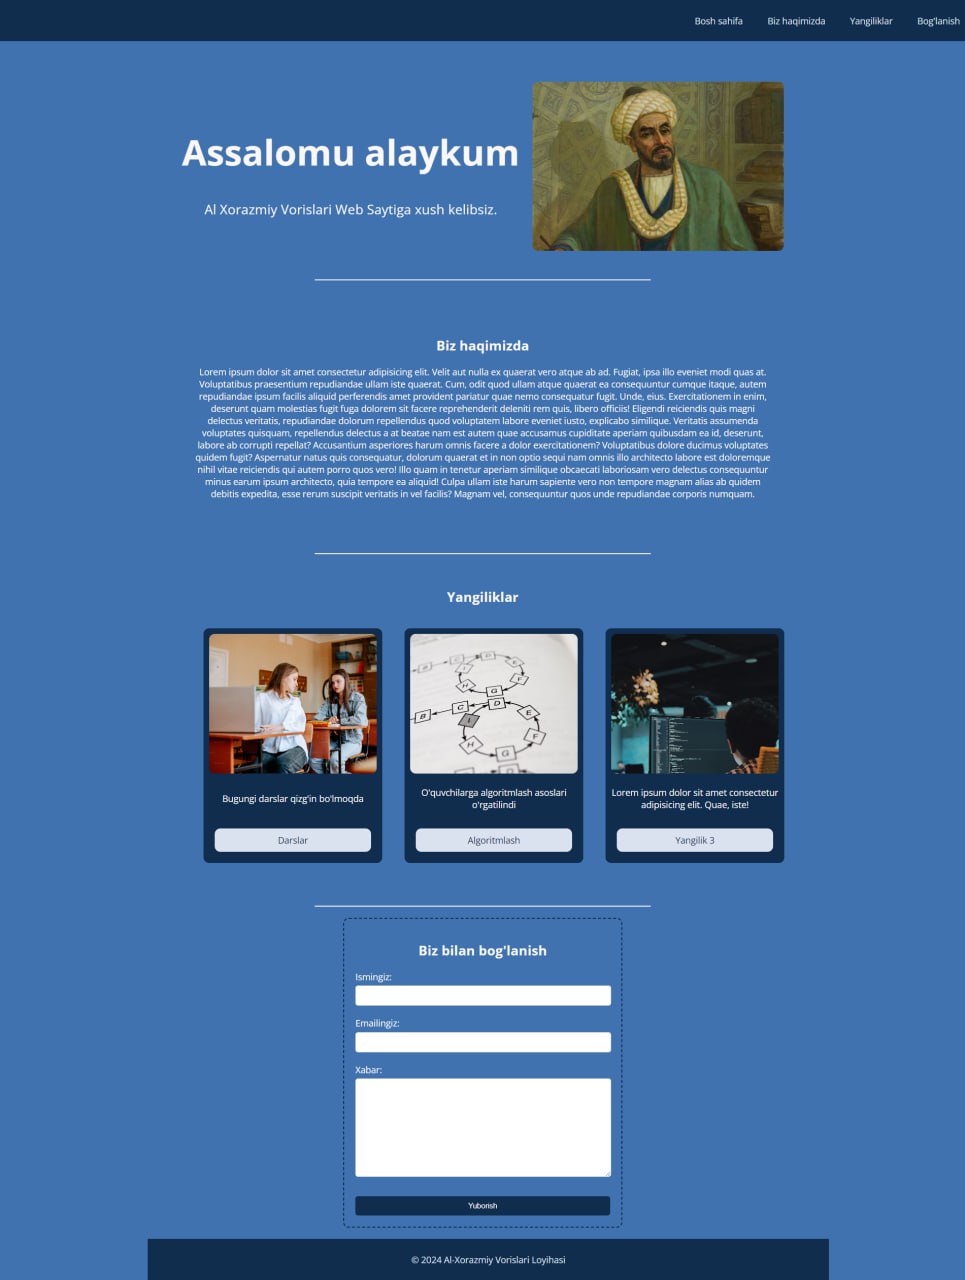 Bosh sahifa Biz haqimizda Yangiliklar Bog'lanish
Assalomu alaykum
Al Xorazmiy Vorislari Web Saytiga xush kelibsiz.
Biz haqimizda
Lorem ipsum dolor sit amet consectetur adipisicing elit. Velit aut nulla ex quaerat vero atque ab ad. Fugiat, ipsa illo eveniet modi quas at.
Voluptatibus praesentium repudiandae ullam iste quaerat. Cum, odit quod ullam atque quaerat ea consequuntur cumque itaque, autem
repudiandae ipsum facilis aliquid perferendis amet provident pariatur quae nemo consequatur fugit. Unde, eius. Exercitationem in enim,
deserunt quam molestias fugit fuga dolorem sit facere reprehenderit deleniti rem quis, libero officiis! Eligendi reiciendis quis magni
delectus veritatis, repudiandae dolorum repellendus quod voluptatem labore eveniet iusto, explicabo similique. Veritatis assumenda
voluptates quisquam, repellendus delectus a at beatae nam est autem quae accusamus cupiditate aperiam quibusdam ea id, deserunt,
labore ab corrupti repellat? Accusantium asperiores harum omnis facere a dolor exercitationem? Voluptatibus dolore ducimus voluptates
quidem fugit? Aspernatur natus quis consequatur, dolorum quaerat et in non optio sequi nam omnis illo architecto labore est doloremque
nihil vitae reiciendis qui autem porro quos vero! Illo quam in tenetur aperiam similique obcaecati laboriosam vero delectus consequuntur
minus earum ipsum architecto, quia tempore ea aliquid! Culpa ullam iste harum sapiente vero non tempore magnam alias ab quidem
debitis expedita, esse rerum suscipit veritatis in vel facilis? Magnam vel, consequuntur quos unde repudiandae corporis numquam.
Yangiliklar
Bugungi darslar qizg'in bo'lmoqda
Darslar
O'quvchilarga algoritmlash asoslari
o'rgatilindi
Algoritmlash
Lorem ipsum dolor sit amet consectetur
adipisicing elit. Quae, iste!
Yangilik 3
Biz bilan bog'lanish
Ismingiz:
Emailingiz:
Xabar:
Yuborish
© 2024 Al-Xorazmiy Vorislari Loyihasi